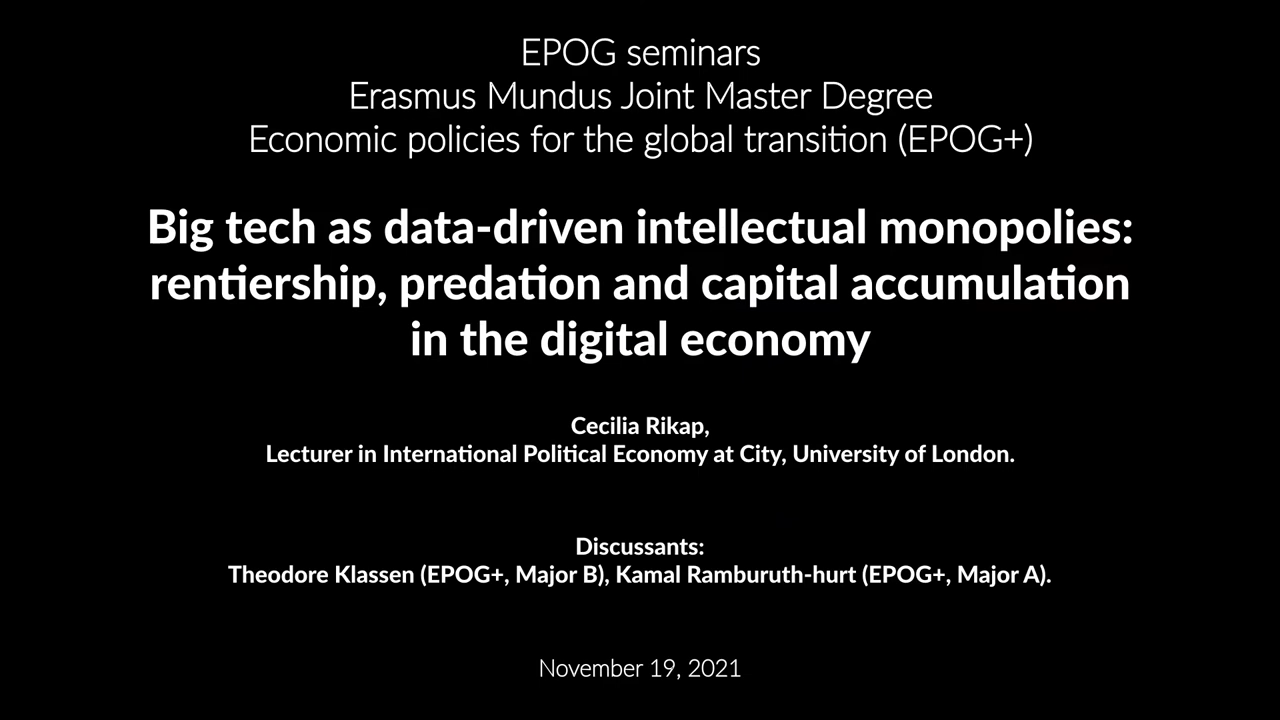 EPOG seminars
Erasmus Mundus Joint Master Degree
Economic policies for the global transition (EPOG+)
Big tech as data-driven intellectual monopolies:
rentiership, predation and capital accumulation
in the digital economy
Cecilia Rikap,
Lecturer in International Political Economy at City, University of London.
Discussants:
Theodore Klassen (EPOG+, Major B), Kamal Ramburuth-hurt (EPOG+, Major A).
November 19, 2021